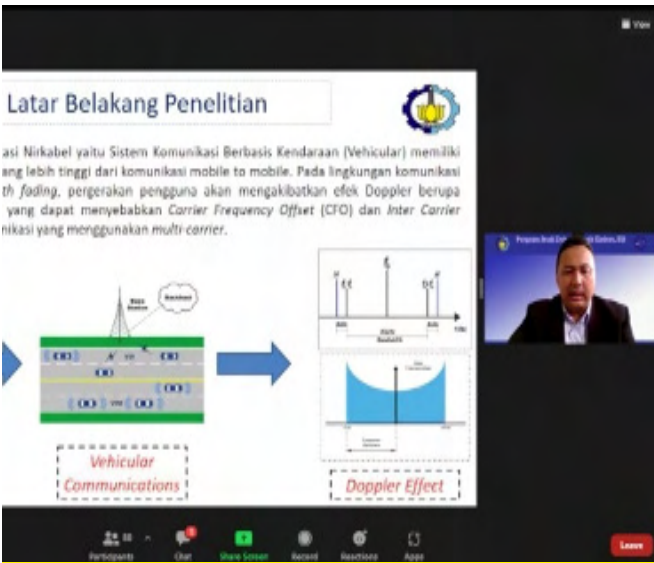 View
Latar Belakang Penelitian
asi Nirkabel yaitu Sistem Komunikasi Berbasis Kendaraan (Vehicular) memiliki
ang lebih tinggi dari komunikasi mobile to mobile. Pada lingkungan komunikasi
th fading, pergerakan pengguna akan mengakibatkan efek Doppler berupa
yang dapat menyebabkan Carrier Frequency Offset (CFO) dan Inter Carrier
nikasi yang menggunakan multi-carrier.
Base
Station
Vehicular
Communications
Doppler Effect
Participants
Chat
Share Screen
Record
Reactions
Apps
Leave